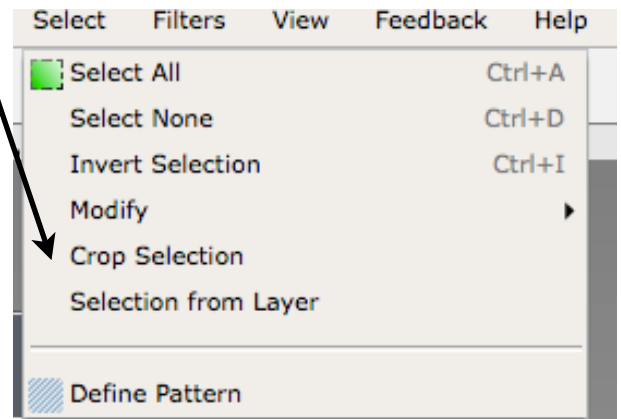 Select Filters View Feedback Help
Select All Ctrl+A
Select None Ctrl+D
Invert Selection Ctrl+I
Modify
Crop Selection
Selection from Layer
Define Pattern